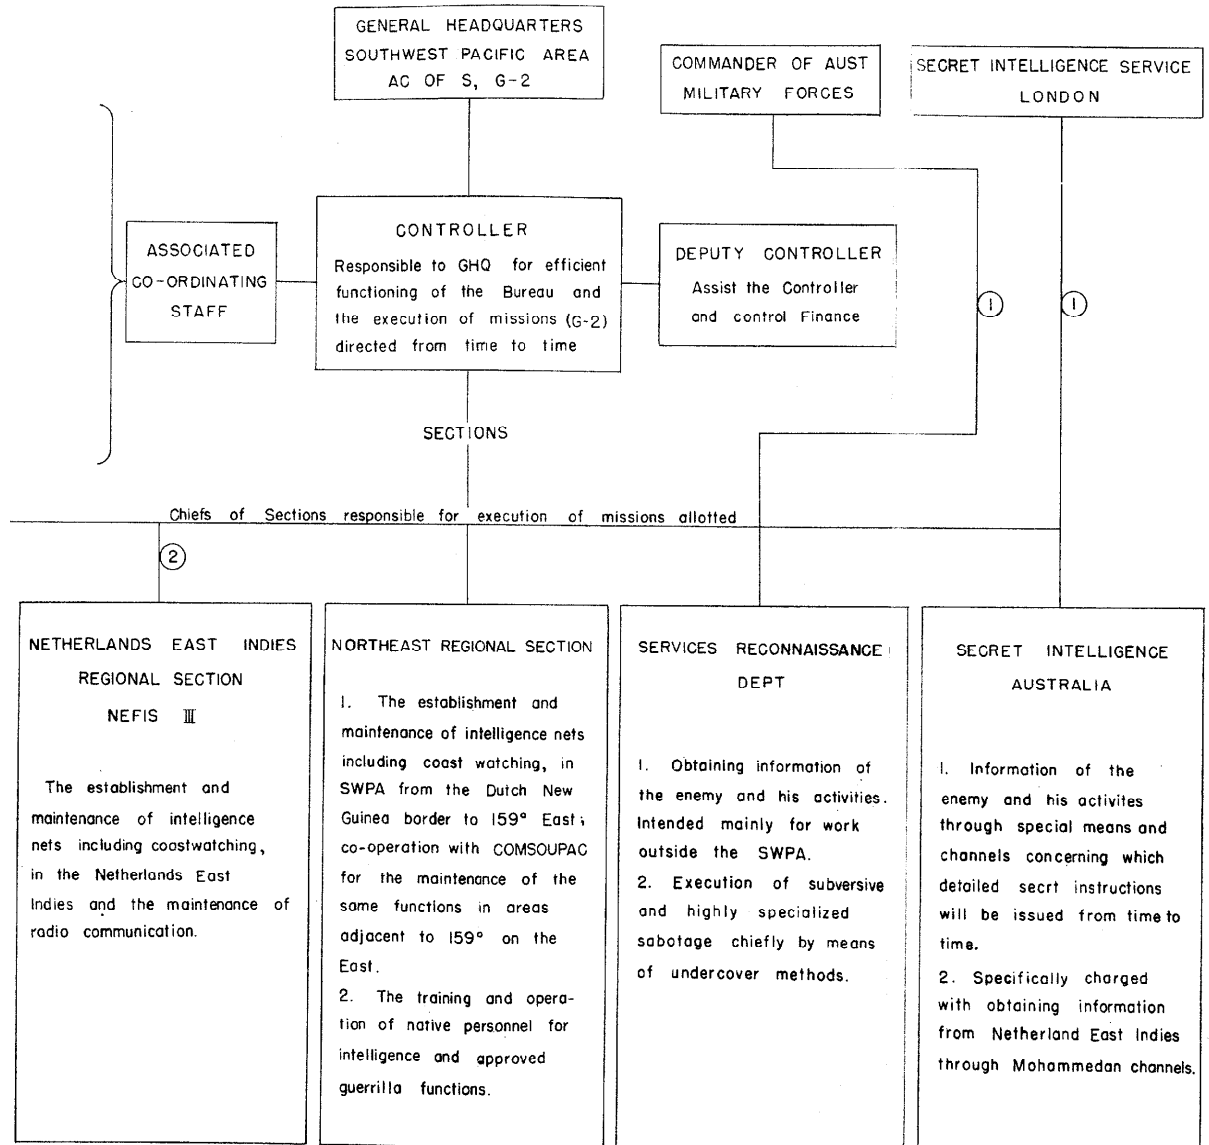 GENERAL HEADQUARTERS
SOUTHWEST PACIFIC AREA
AC OF S, G-2
COMMANDER OF AUST
MILITARY FORCES
SECRET INTELLIGENCE SERVICE
LONDON
ASSOCIATED
CO-ORDINATING
STAFF
CONTROLLER
Responsible to GHQ for efficient
functioning of the Bureau and
the execution of missions (G-2)
directed from time to time
DEPUTY CONTROLLER
Assist the Controller
and control Finance
1
1
SECTIONS
Chiefs of Sections responsible for execution of missions allotted
2
NETHERLANDS EAST INDIES
REGIONAL SECTION
NEFIS III
The establishment and
maintenance of intelligence
nets including coastwatching,
in the Netherlands East
Indies and the maintenance of
radio communication.
NORTHEAST REGIONAL SECTION
1. The establishment and
maintenance of intelligence nets
including coast watching, in
SWPA from the Dutch New
Guinea border to 159° East;
co-operation with COMSOUPAC
for the maintenance of the
same functions in areas
adjacent to 159° on the
East.
2. The training and opera-
tion of native personnel for
intelligence and approved
guerrilla functions.
SERVICES RECONNAISSANCE
DEPT
1. Obtaining information of
the enemy and his activities.
Intended mainly for work
outside the SWPA.
2. Execution of subversive
and highly specialized
sabotage chiefly by means
of undercover methods.
SECRET INTELLIGENCE
AUSTRALIA
1. Information of the
enemy and his activites
through special means and
channels concerning which
detailed secrt instructions
will be issued from time to
time.
2. Specifically charged
with obtaining information
from Netherland East Indies
through Mohammedan channels.